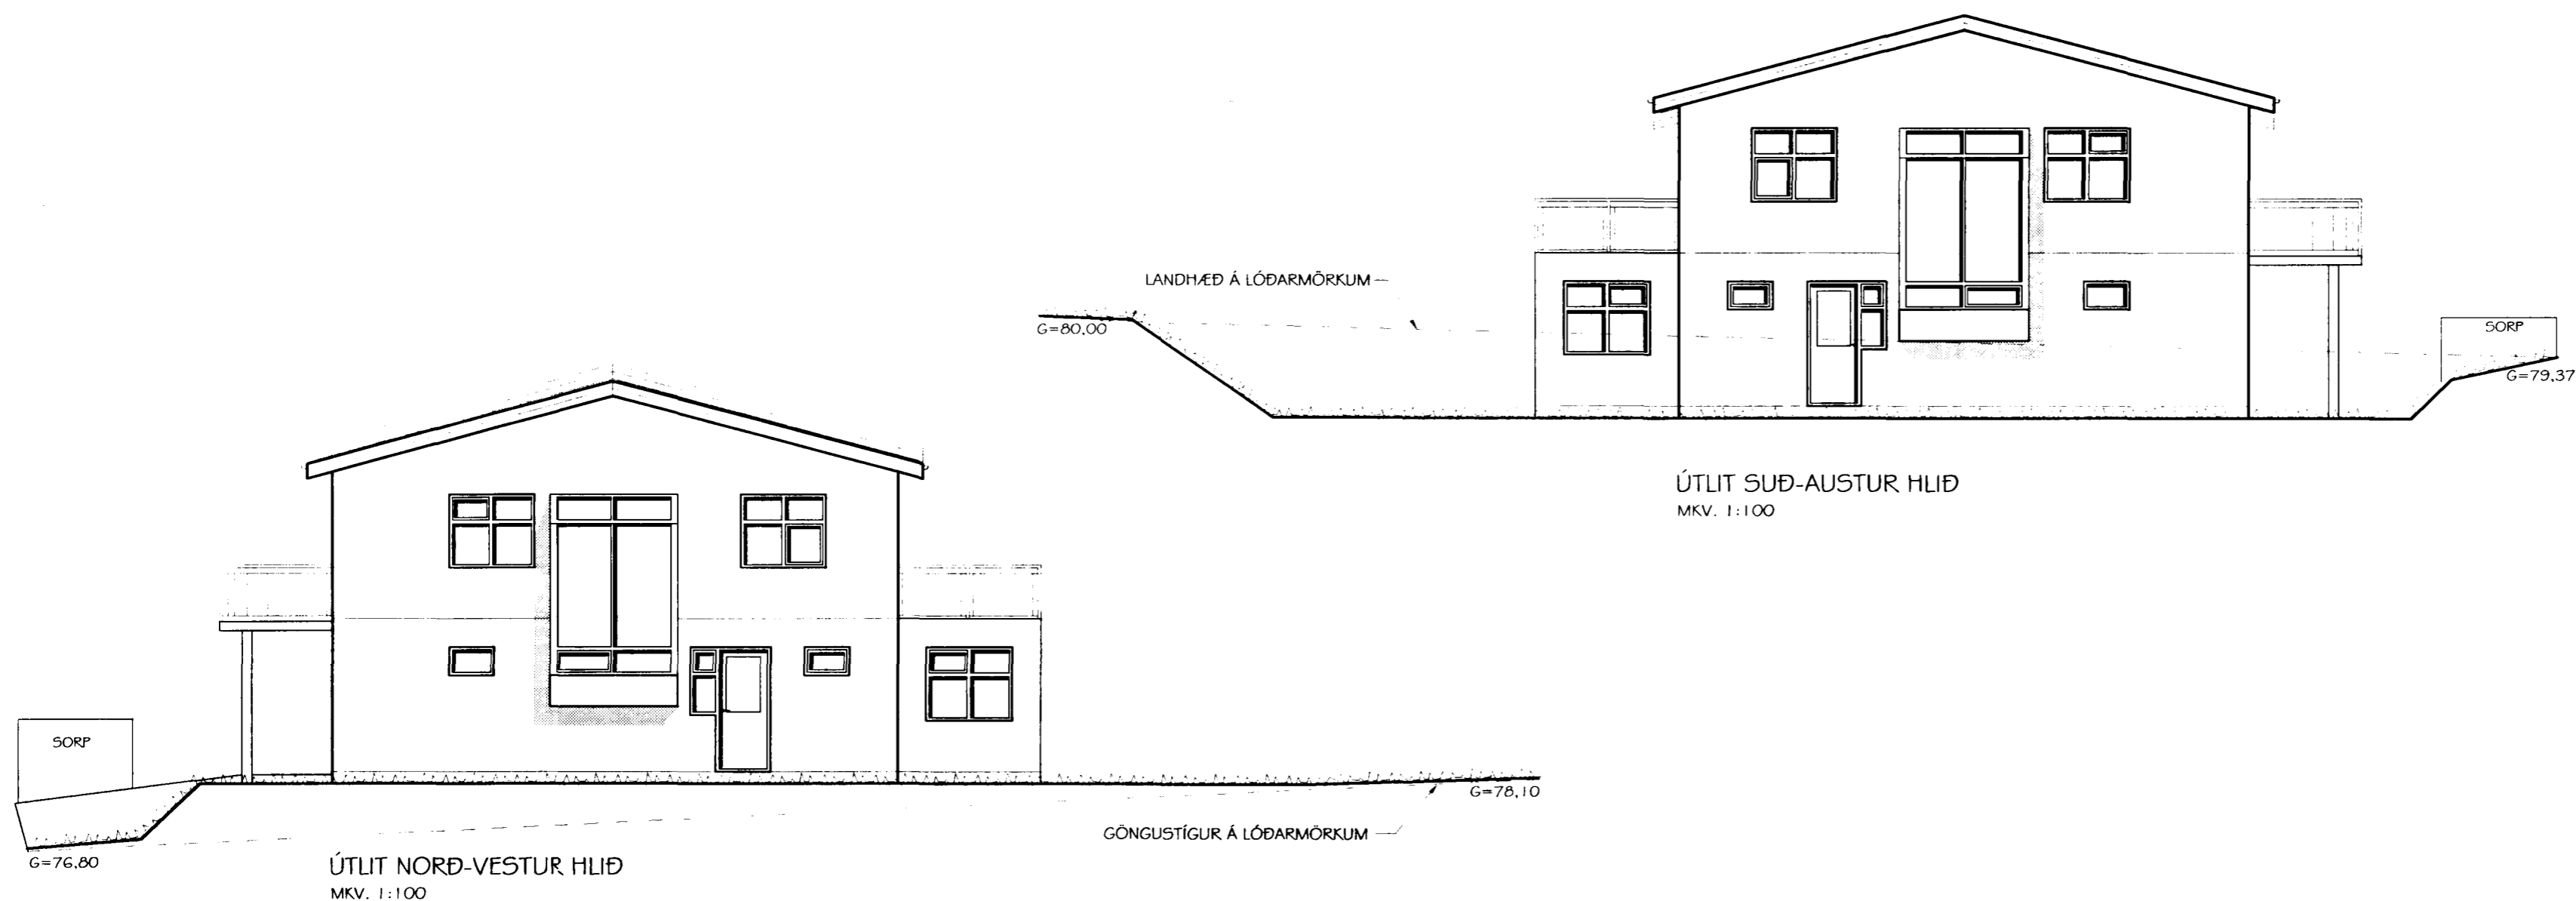 LANDHÆÐ Á LÓÐARMÖRKUM
G=80,00
SORP
G=79,37
ÚTLIT SUÐ-AUSTUR HLIÐ
MKV. 1:100
SORP
G=78,10
GÖNGUSTÍGUR Á LÓÐARMÖRKUM
G=76,80
ÚTLIT NORÐ-VESTUR HLIÐ
MKV. 1:100